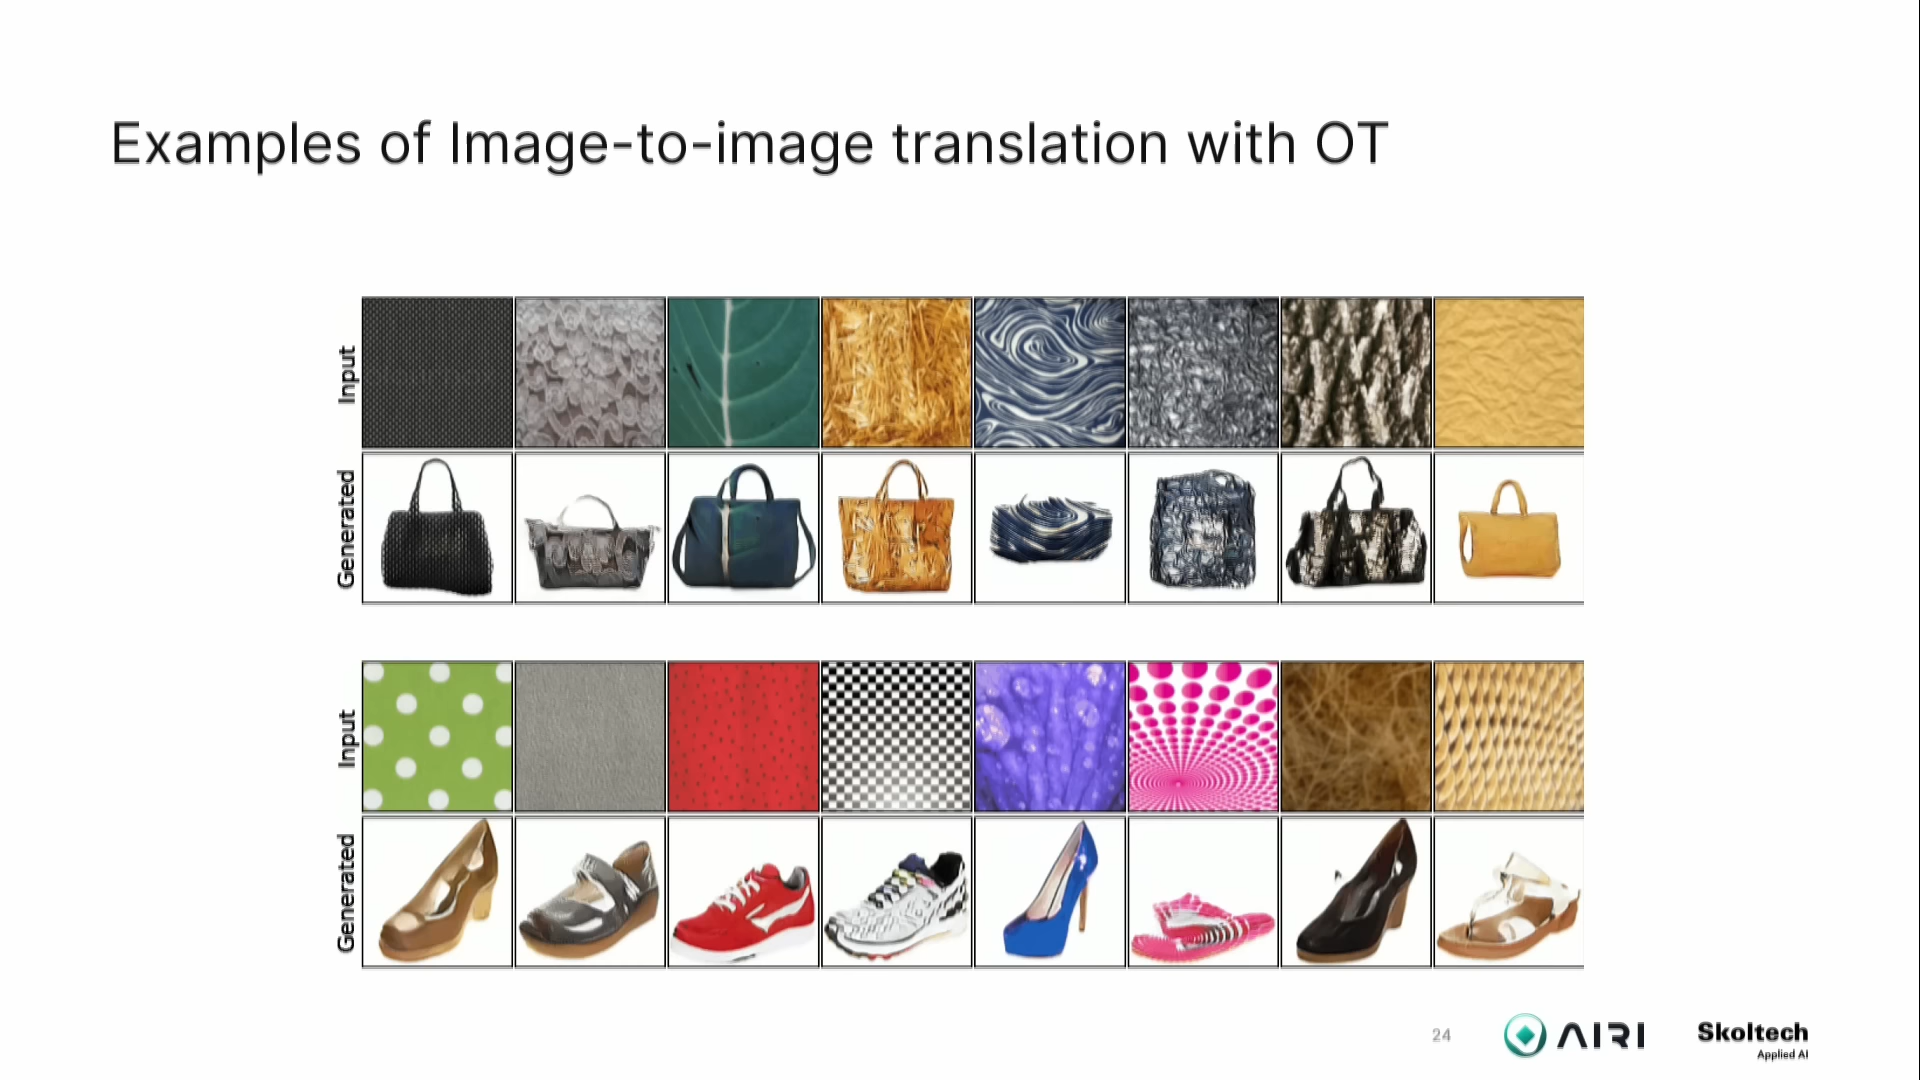 Examples of Image-to-image translation with OT
Input
Generated
Input
Generated
24
AIRI
Skoltech
Applied AI